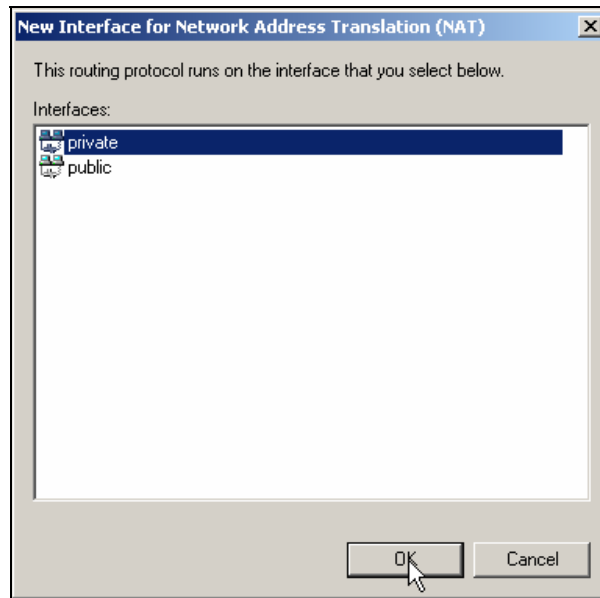 New Interface for Network Address Translation (NAT)
This routing protocol runs on the interface that you select below.
Interfaces:
private
public
OK
Cancel